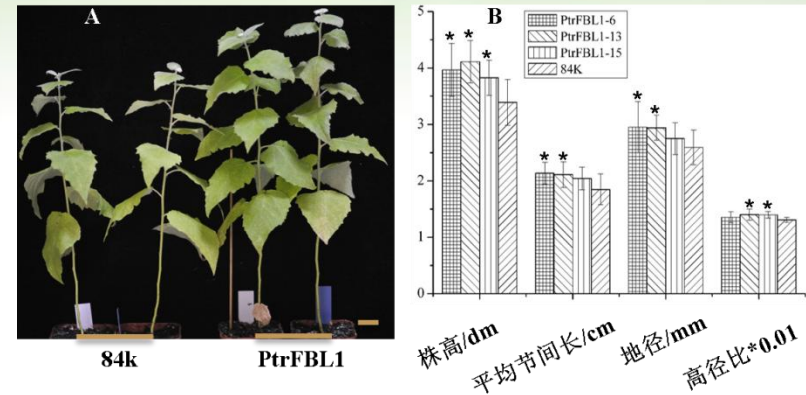 A
84k
PtrFBL1
B
PtrFBL1-6
PtrFBL1-13
PtrFBL1-15
84K
5
4
3
2
1
* * *
* *
* *
* *
株高/dm
平均节间长/cm
地径/mm
高径比*0.01